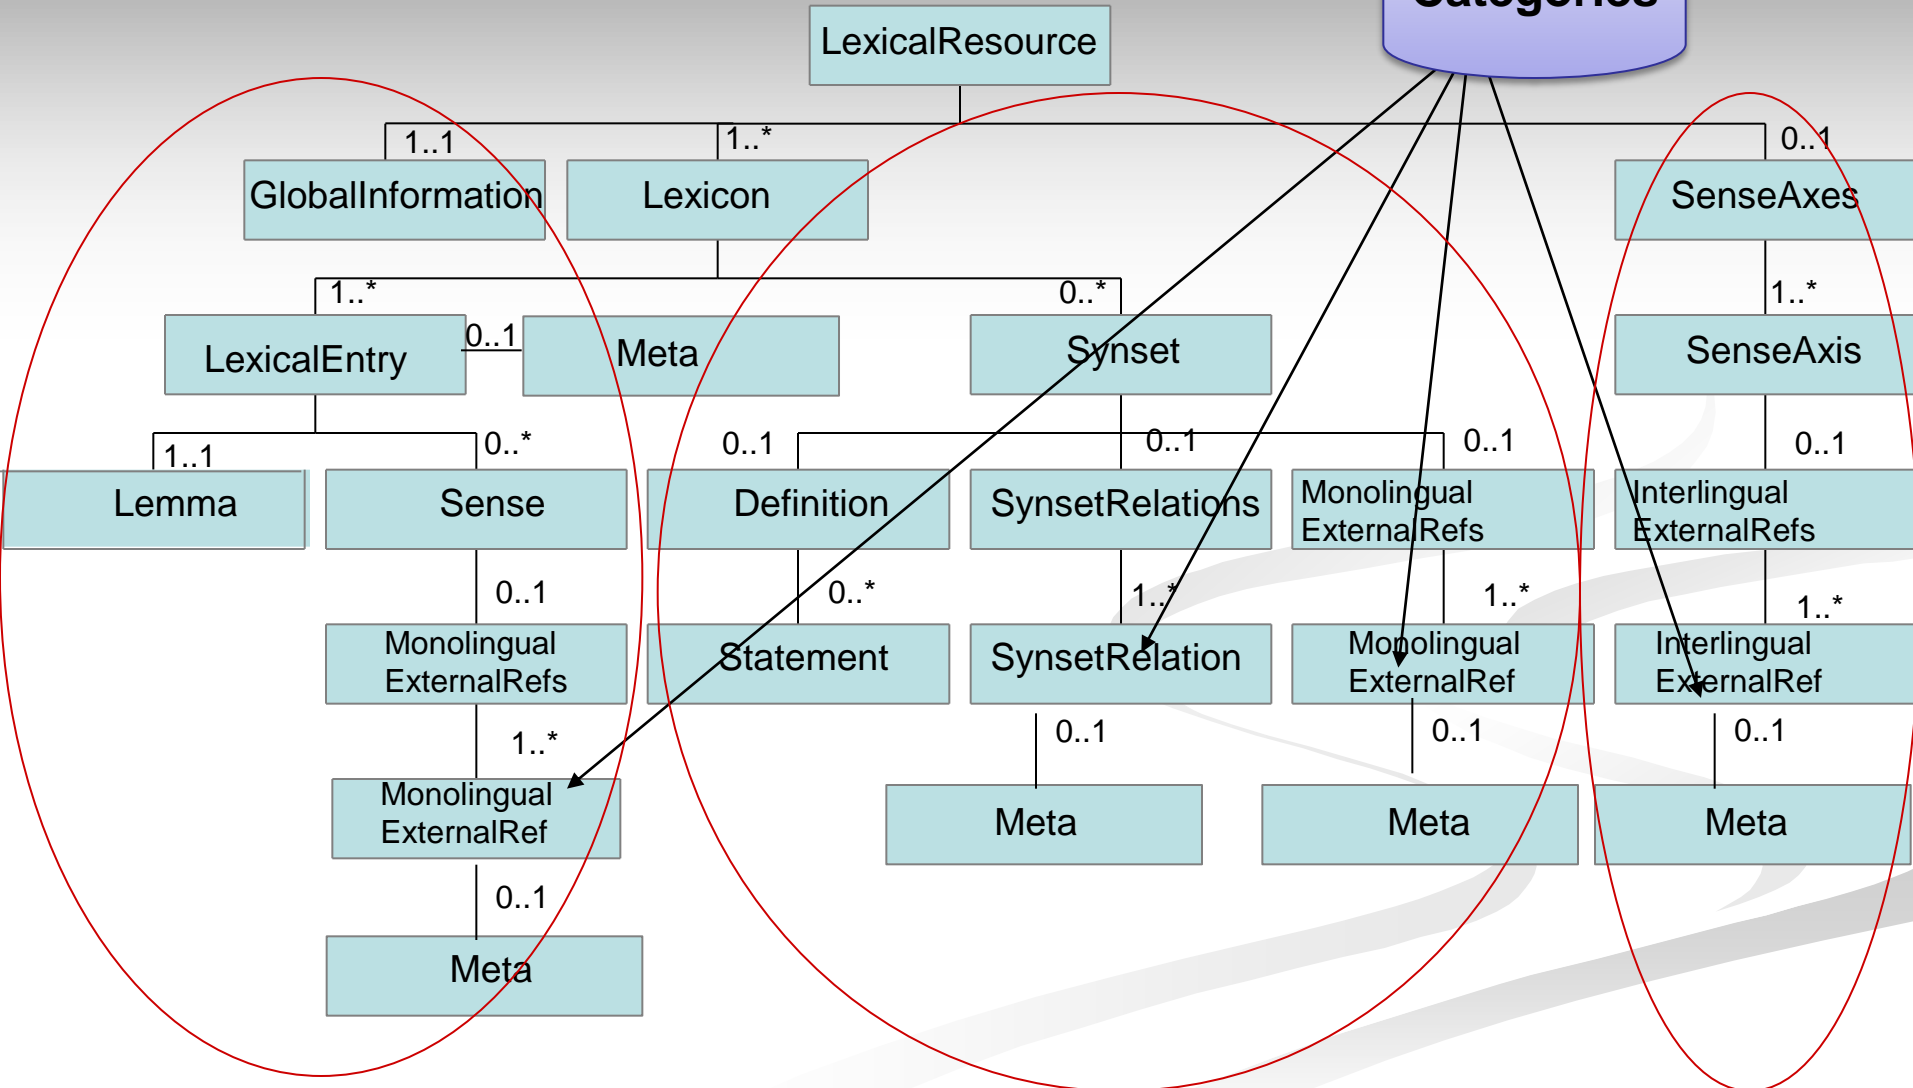 Categories
LexicalResource
1..1
1..*
0..1
GlobalInformation
Lexicon
SenseAxes
1..*
0..*
1..*
LexicalEntry
0..1
Meta
Synset
SenseAxis
1..1
0..*
0..1
0..1
0..1
0..1
Lemma
Sense
Definition
SynsetRelations
Monolingual
ExternalRefs
Interlingual
ExternalRefs
0..1
0..*
1..*
1..*
1..*
Monolingual
ExternalRefs
Statement
SynsetRelation
Monolingual
ExternalRef
Interlingual
ExternalRef
1..*
0..1
0..1
0..1
Monolingual
ExternalRef
Meta
Meta
Meta
0..1
Meta